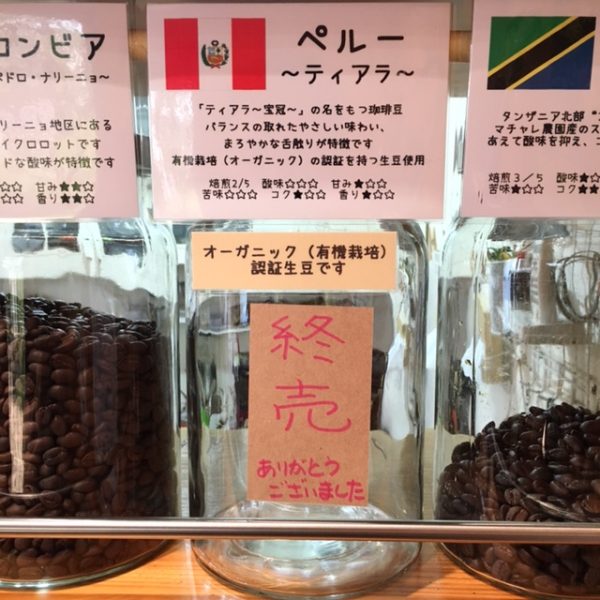 ロンビア
ペドロ・ナリーニョ～
リーニョ地区にある
イクロロットです
ドな酸味が特徴です
☆☆ 甘み★★☆
☆☆ 香り★★☆
ペルー
～ティアラ～
「ティアラ～宝冠～」の名をもつ珈琲豆
バランスの取れたやさしい味わい、
まろやかな舌触りが特徴です
有機栽培（オーガニック）の認証を持つ生豆使用
焙煎2/5 酸味☆☆☆ 甘み★☆☆
苦味☆☆☆ コク★☆☆ 香り★☆☆
オーガニック（有機栽培）
認証生豆です
終
売
ありがとう
ございました
タンザニア北部
マチャレ農園産のス
あえて酸味を抑え、コ
焙煎3／5 酸味★
苦味★☆☆ コク★